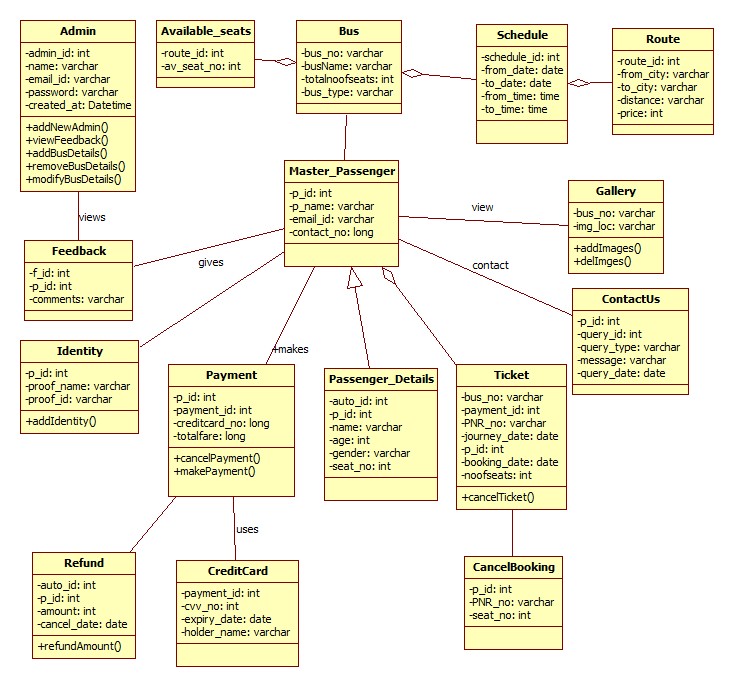 Admin
-admin_id: int
-name: varchar
-email_id: varchar
-password: varchar
-created_at: Datetime
+addNewAdmin()
+viewFeedback()
+addBusDetails()
+removeBusDetails()
+modifyBusDetails()
Available_seats
-route_id: int
-av_seat_no: int
Bus
-bus_no: varchar
-busName: varchar
-totalnoofseats: int
-bus_type: varchar
Schedule
-schedule_id: int
-from_date: date
-to_date: date
-from_time: time
-to_time: time
Route
-route_id: int
-from_city: varchar
-to_city: varchar
-distance: varchar
-price: int
views
Master_Passenger
-p_id: int
-p_name: varchar
-email_id: varchar
-contact_no: long
view
Gallery
-bus_no: varchar
-img_loc: varchar
+addImages()
+delImges()
Feedback
-f_id: int
-p_id: int
-comments: varchar
gives
contact
ContactUs
-p_id: int
-query_id: int
-query_type: varchar
-message: varchar
-query_date: date
Identity
-p_id: int
-proof_name: varchar
-proof_id: varchar
+addIdentity()
+makes
Payment
-p_id: int
-payment_id: int
-creditcard_no: long
-totalfare: long
+cancelPayment()
+makePayment()
Passenger_Details
-auto_id: int
-p_id: int
-name: varchar
-age: int
-gender: varchar
-seat_no: int
Ticket
-bus_no: varchar
-payment_id: int
-PNR_no: varchar
-journey_date: date
-p_id: int
-booking_date: date
-noofseats: int
+cancelTicket()
uses
Refund
-auto_id: int
-p_id: int
-amount: int
-cancel_date: date
+refundAmount()
CreditCard
-payment_id: int
-cvv_no: int
-expiry_date: date
-holder_name: varchar
CancelBooking
-p_id: int
-PNR_no: varchar
-seat_no: int